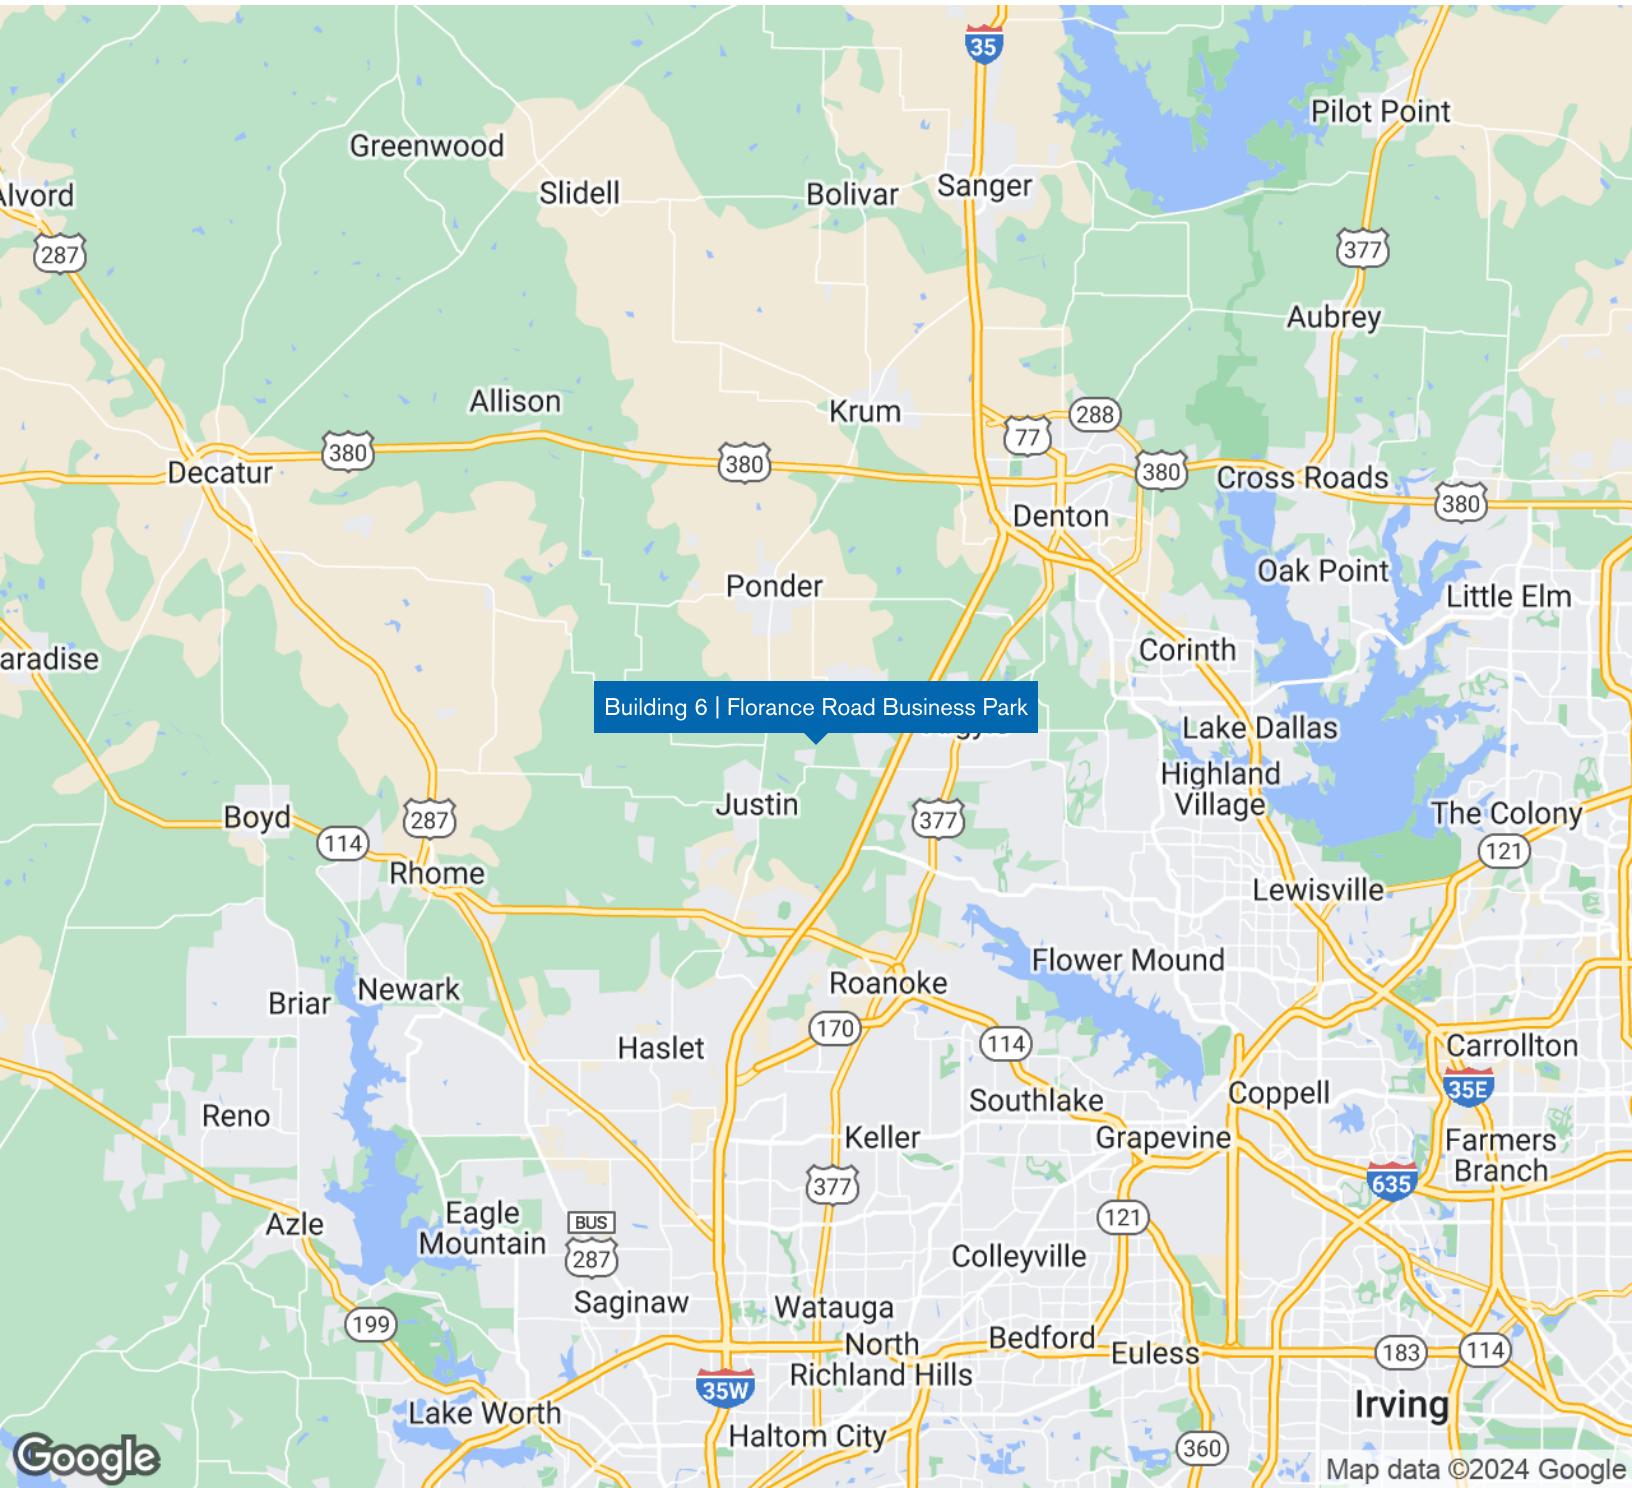 35
Pilot Point
Greenwood
Alvord
Slidell
Bolivar
Sanger
287
377
Aubrey
Allison
Krum
288
77
380
Decatur
380
380
Cross Roads
380
Denton
Oak Point
Ponder
Little Elm
Corinth
aradise
Building 6 | Florance Road Business Park
Lake Dallas
Highland
Village
Justin
The Colony
Boyd
287
377
114
121
Rhome
Lewisville
Flower Mound
Roanoke
Newark
Briar
170
Haslet
114
Carrollton
35E
Coppell
Southlake
Reno
Keller
Grapevine
Farmers
Branch
377
635
Eagle
Mountain
Azle
BUS
287
121
Colleyville
Saginaw
Watauga
199
North
Richland Hills
Bedford
Euless
183
114
35W
Irving
Lake Worth
Haltom City
360
Google
Map data ©2024 Google